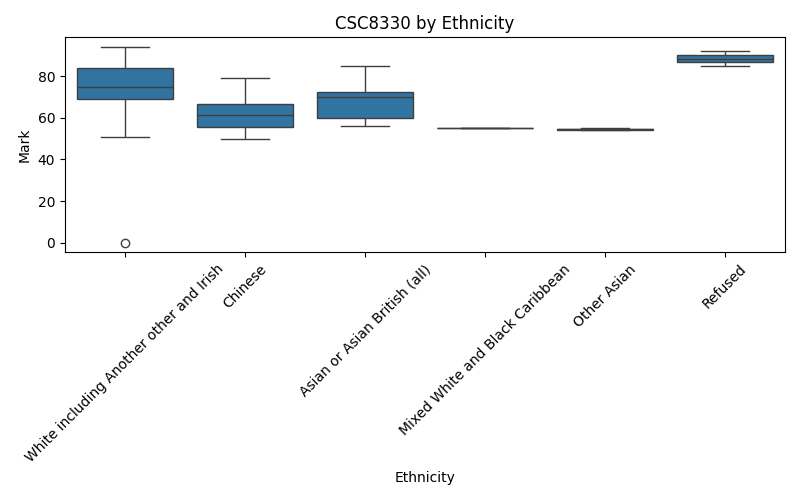 CSC8330 by Ethnicity
Mark
80
60
40
20
0
White including Another other and Irish
Chinese
Asian or Asian British (all)
Mixed White and Black Caribbean
Other Asian
Refused
Ethnicity